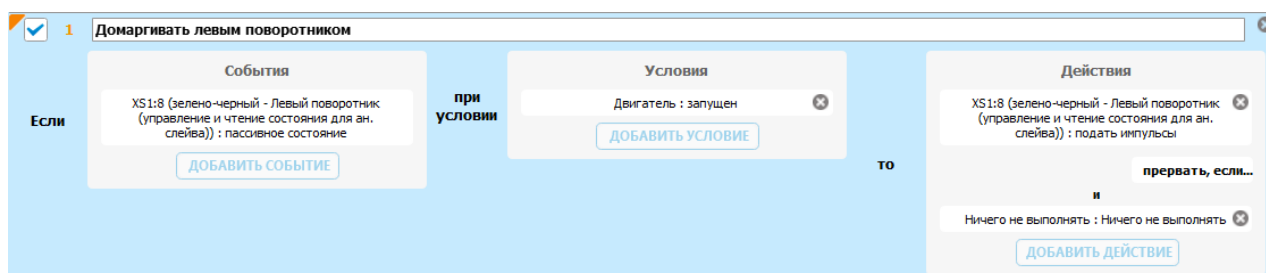 1 Домаргивать левым поворотником
События
Условия
Действия
Если
XS1:8 (зелено-черный - Левый поворотник
(управление и чтение состояния для ан.
слейва)) : пассивное состояние
ДОБАВИТЬ СОБЫТИЕ
при
условии
Двигатель : запущен
ДОБАВИТЬ УСЛОВИЕ
то
XS1:8 (зелено-черный - Левый поворотник
(управление и чтение состояния для ан.
слейва)) : подать импульсы
прервать, если...
и
Ничего не выполнять : Ничего не выполнять
ДОБАВИТЬ ДЕЙСТВИЕ